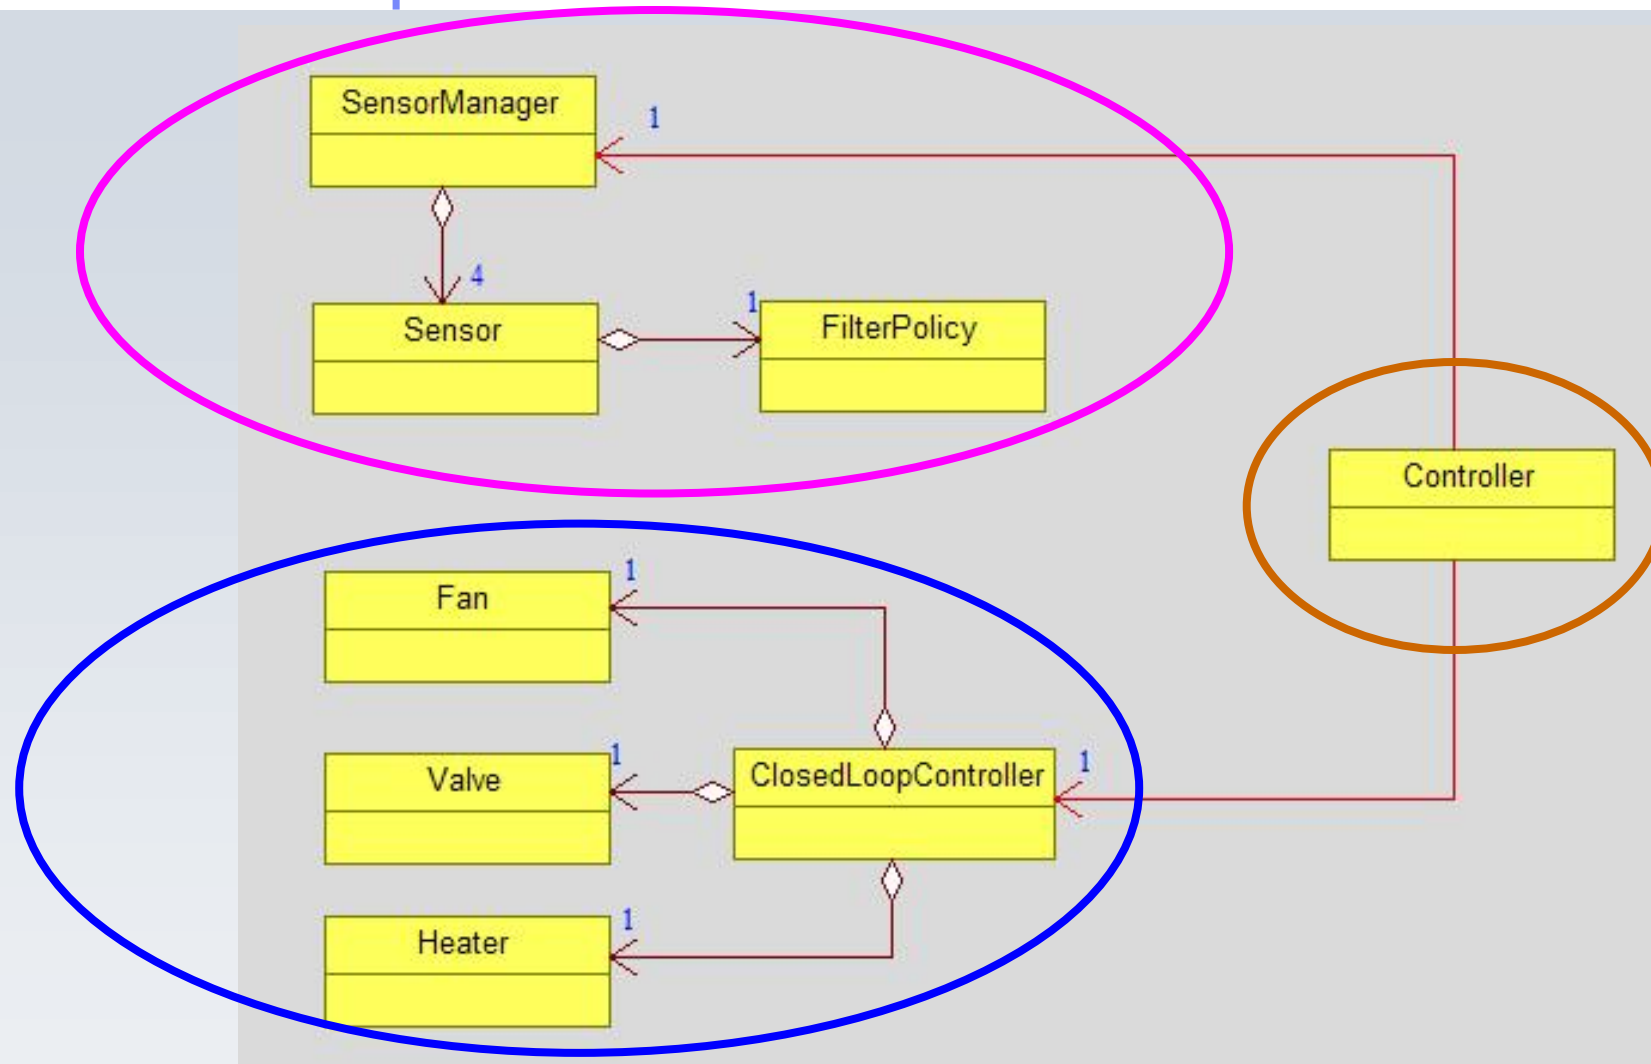 SensorManager
1
4
Sensor
1
FilterPolicy
Controller
Fan
1
Valve
1
ClosedLoopController
1
Heater
1